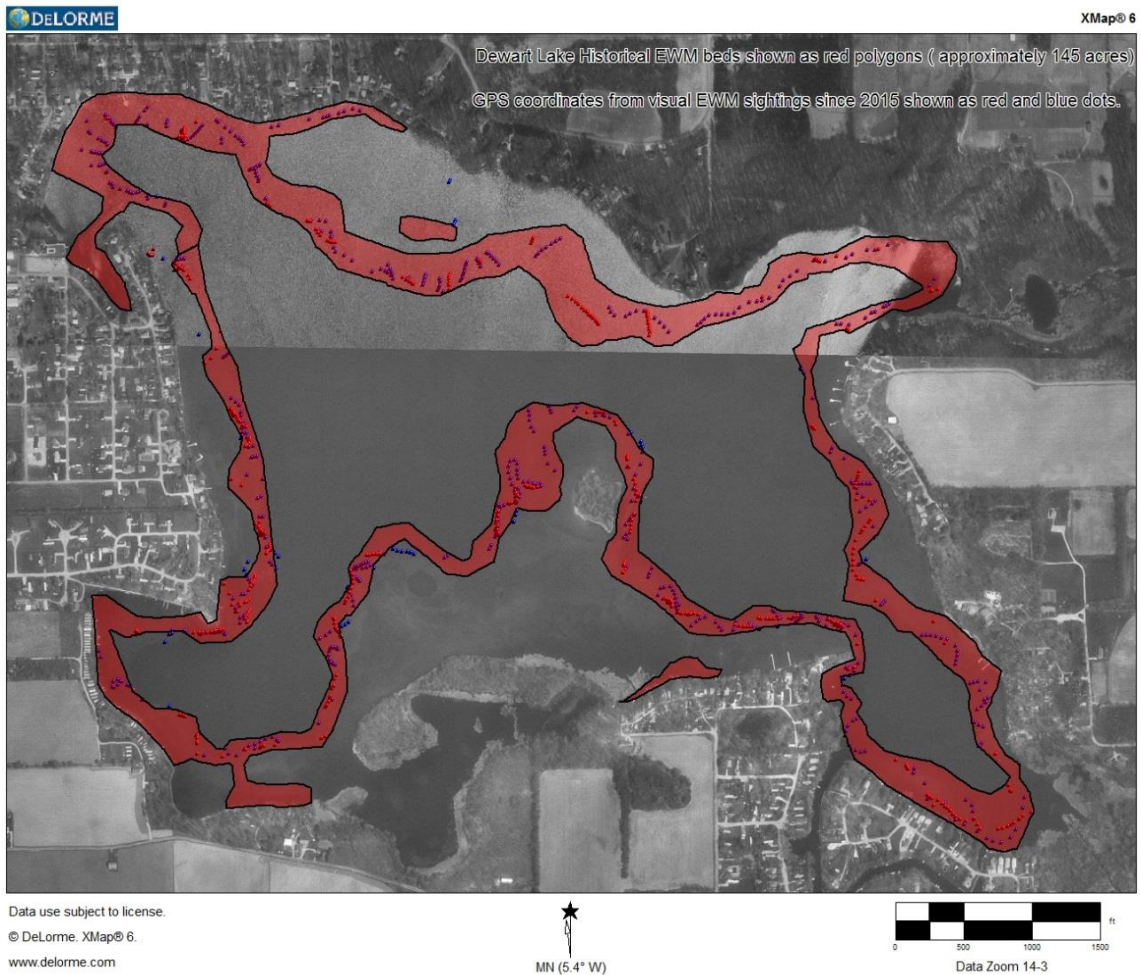 DELORME
XMap® 6
Dewart Lake Historical EWM beds shown as red polygons ( approximately 145 acres)
GPS coordinates from visual EWM sightings since 2015 shown as red and blue dots.
Data use subject to license.
© DeLorme. XMap® 6.
www.delorme.com
MN (5.4° W)
ft
0 500 1000 1500
Data Zoom 14-3